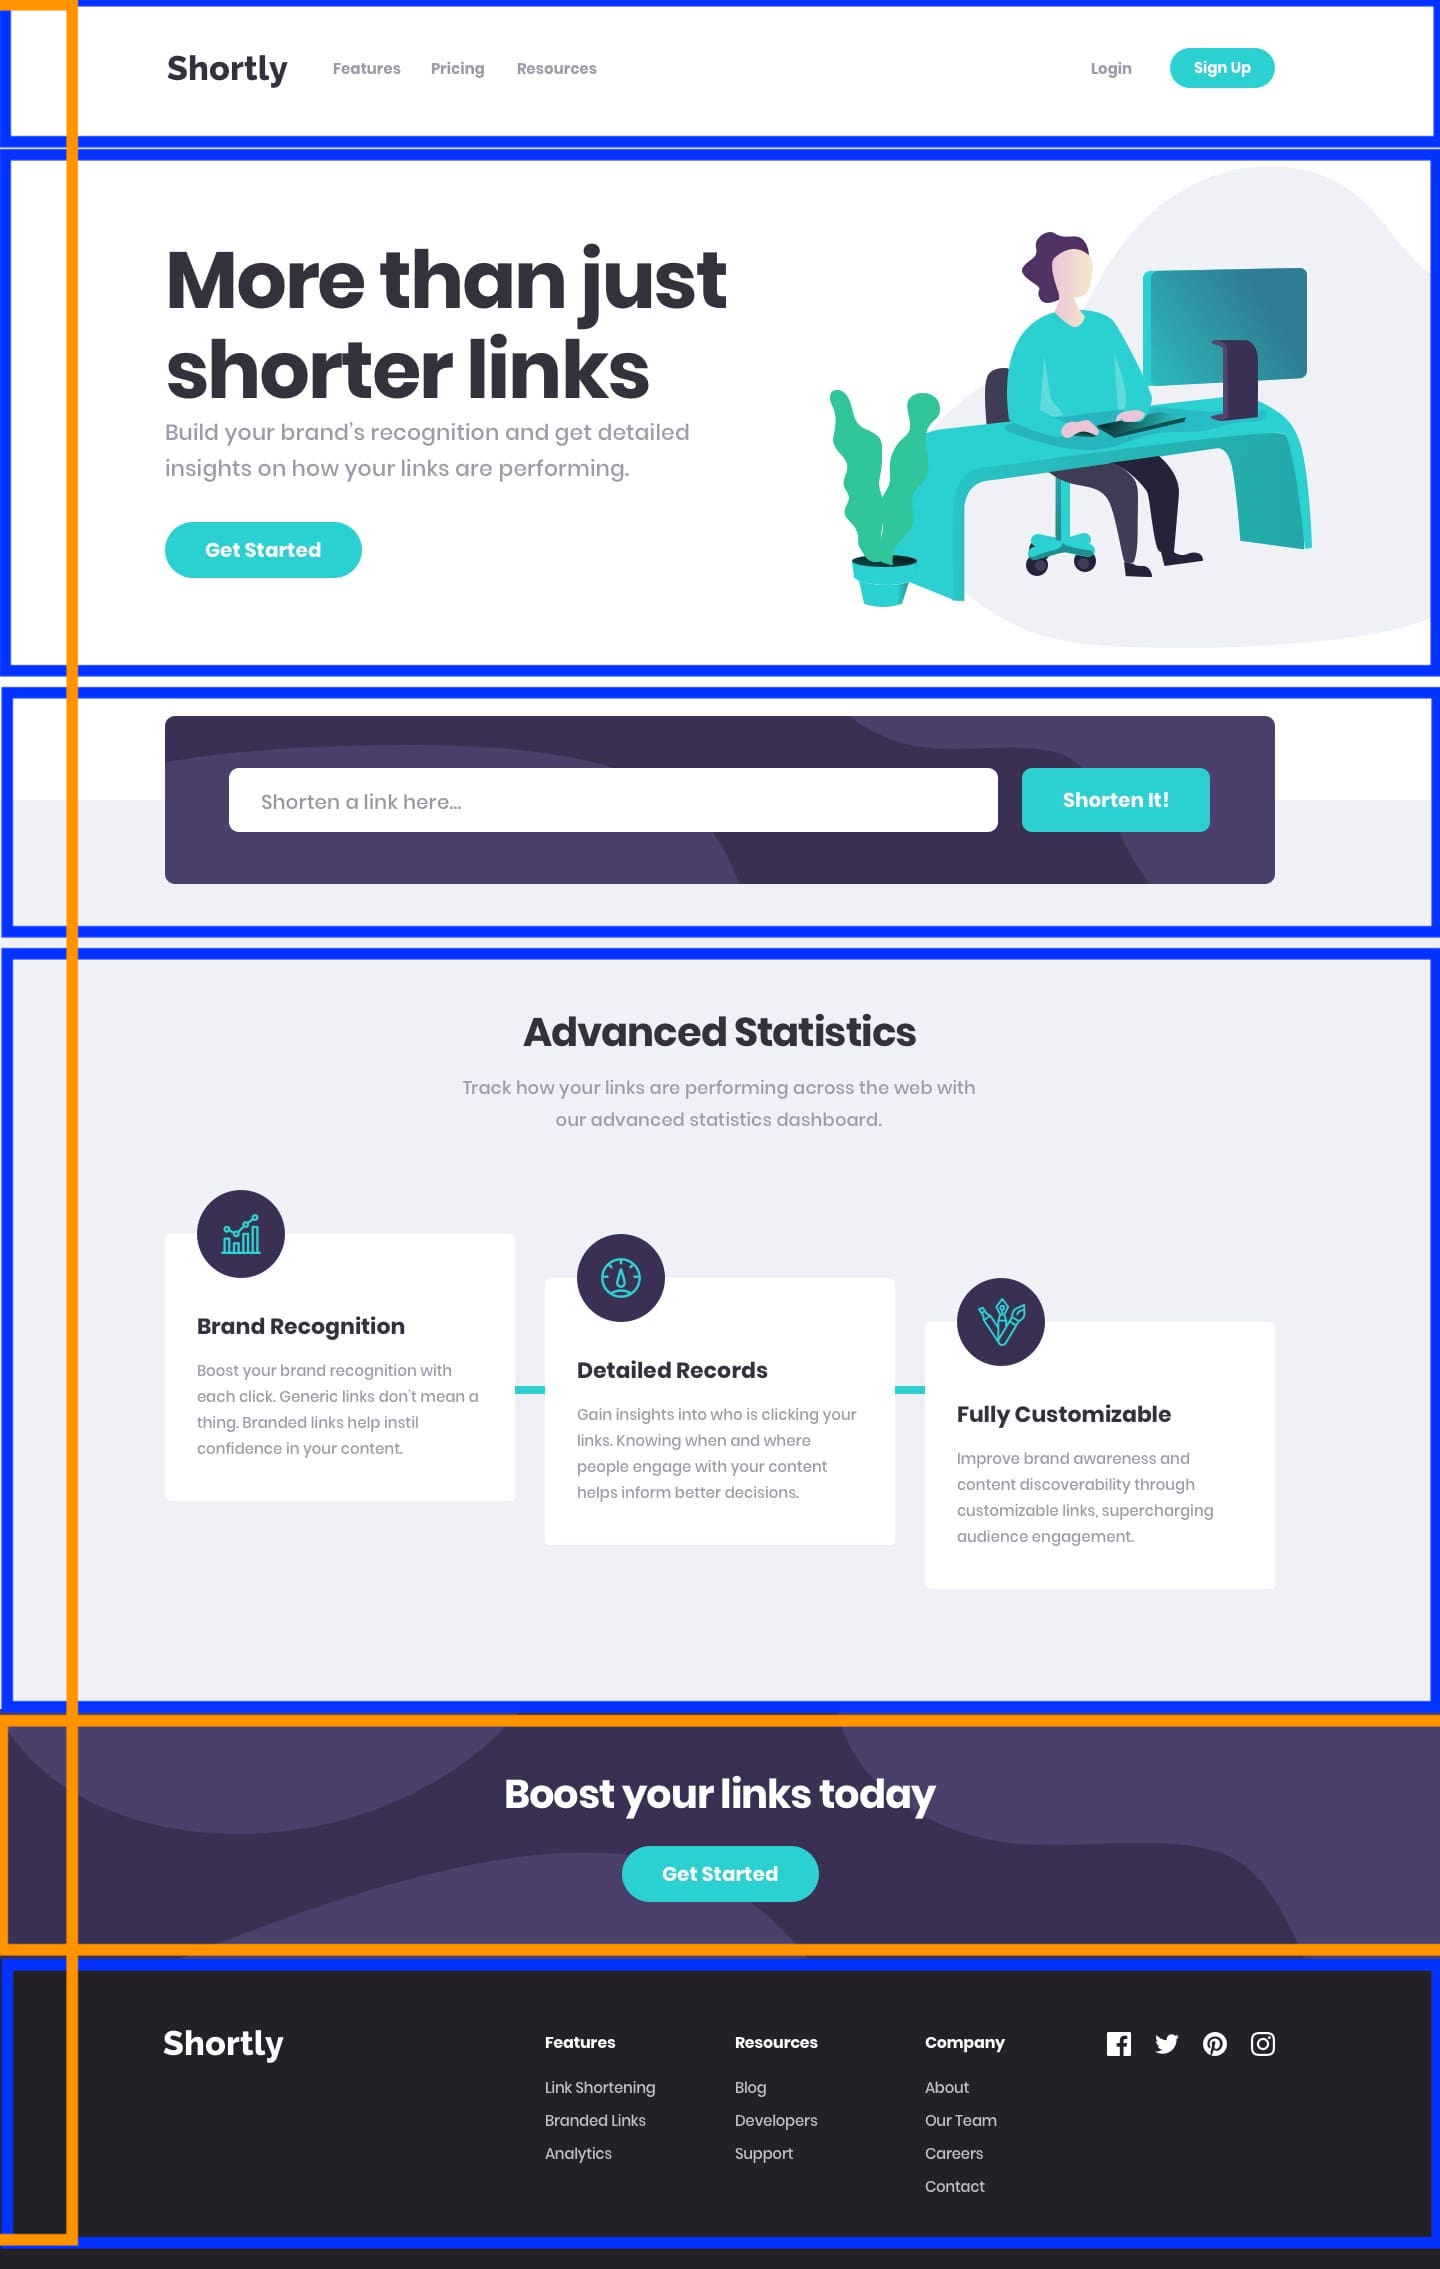 Shortly
Features
Pricing
Resources
Login
Sign Up
More than just
shorter links
Build your brand's recognition and get detailed
insights on how your links are performing.
Get Started
Shorten a link here...
Shorten It!
Advanced Statistics
Track how your links are performing across the web with
our advanced statistics dashboard.
Brand Recognition
Boost your brand recognition with
each click. Generic links don't mean a
thing. Branded links help instil
confidence in your content.
Detailed Records
Gain insights into who is clicking your
links. Knowing when and where
people engage with your content
helps inform better decisions.
Fully Customizable
Improve brand awareness and
content discoverability through
customizable links, supercharging
audience engagement.
Boost your links today
Get Started
Shortly
Features
Link Shortening
Branded Links
Analytics
Resources
Blog
Developers
Support
Company
About
Our Team
Careers
Contact